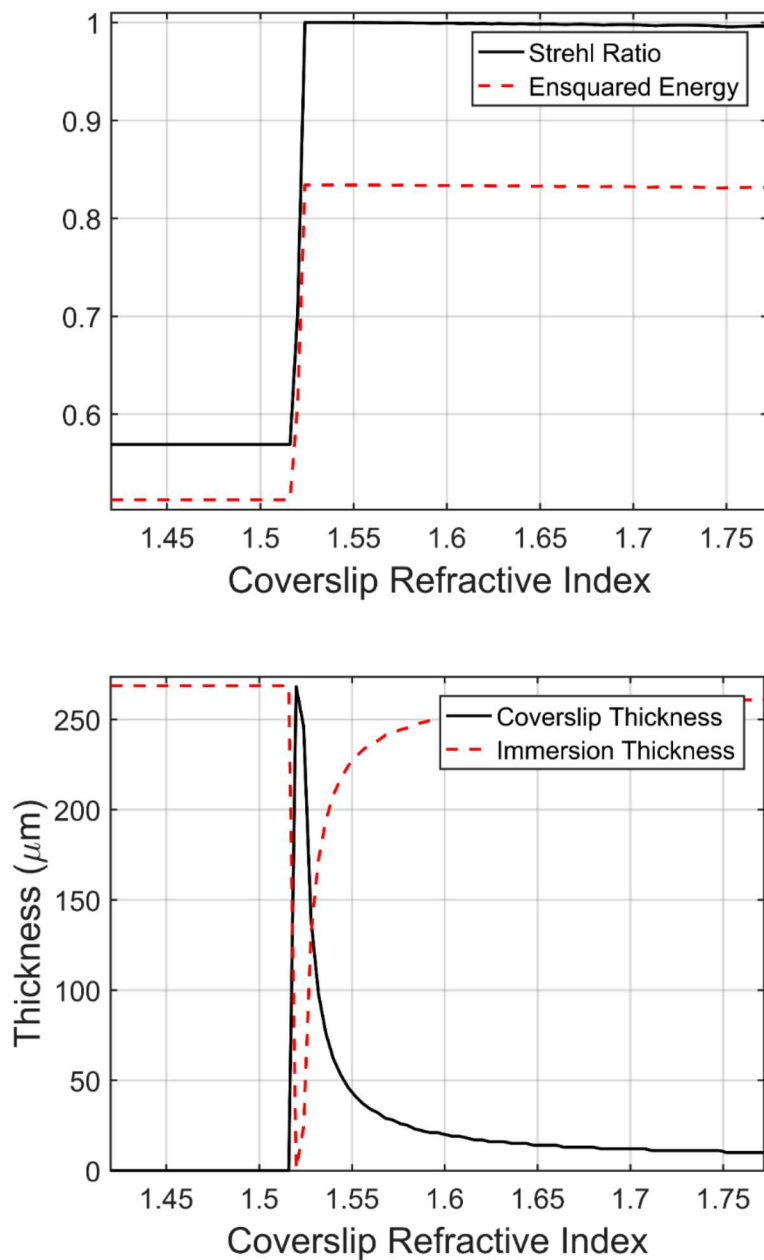 1
0.9
0.8
0.7
0.6
Strehl Ratio
Ensquared Energy
1.45 1.5 1.55 1.6 1.65 1.7 1.75
Coverslip Refractive Index
Thickness (μm)
250
200
150
100
50
0
Coverslip Thickness
Immersion Thickness
1.45 1.5 1.55 1.6 1.65 1.7 1.75
Coverslip Refractive Index